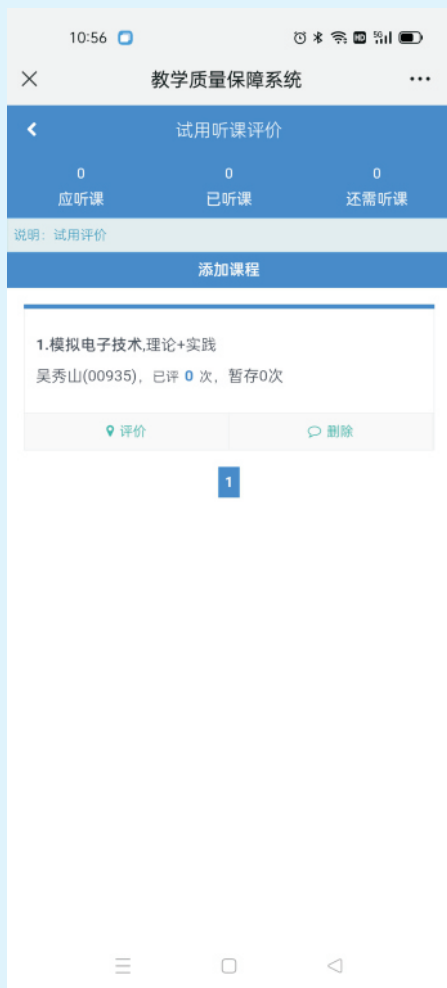 10:56
教学质量保障系统
试用听课评价
0 0 0
应听课 已听课 还需听课
说明：试用评价
添加课程
1.模拟电子技术,理论+实践
吴秀山(00935)，已评 0 次，暂存0次
评价 删除
1